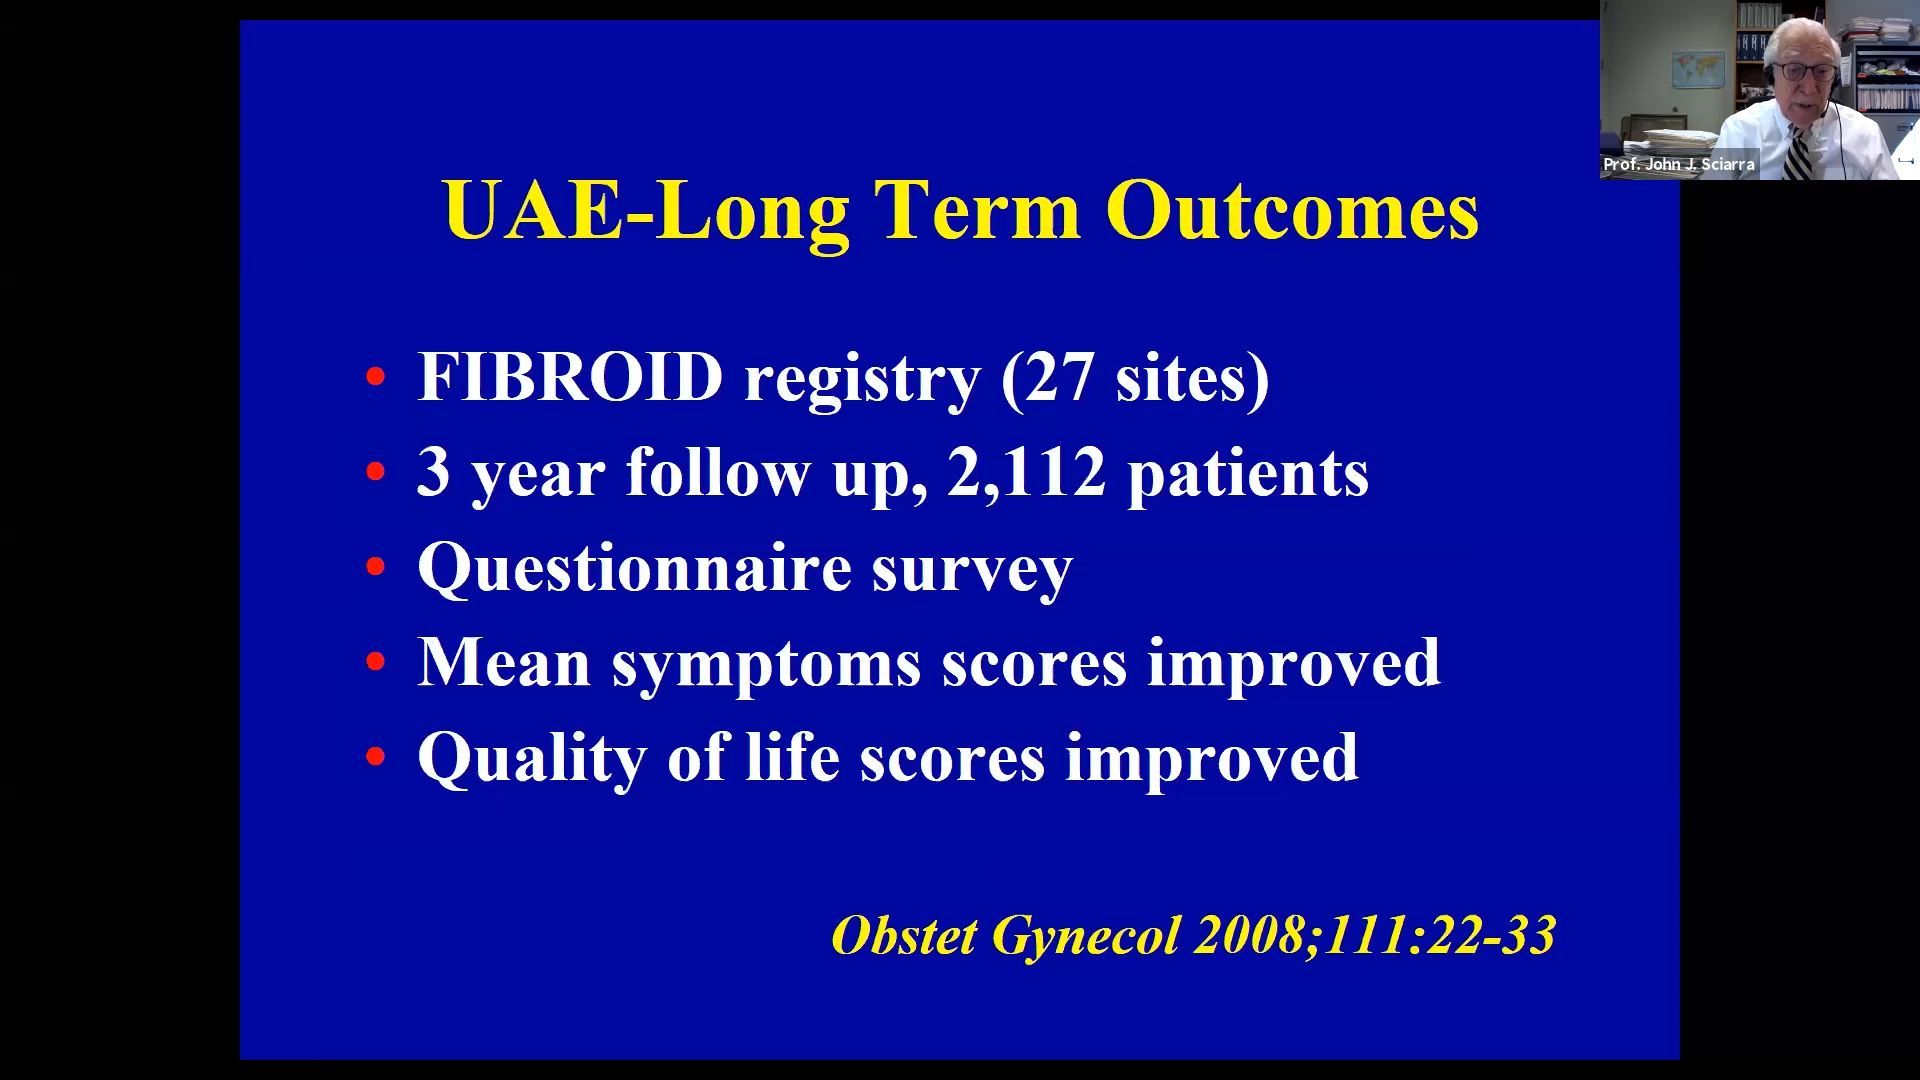 UAE-Long Term Outcomes
• FIBROID registry (27 sites)
• 3 year follow up, 2,112 patients
• Questionnaire survey
• Mean symptoms scores improved
• Quality of life scores improved
Obstet Gynecol 2008;111:22-33
Prof. John J. Sciarra